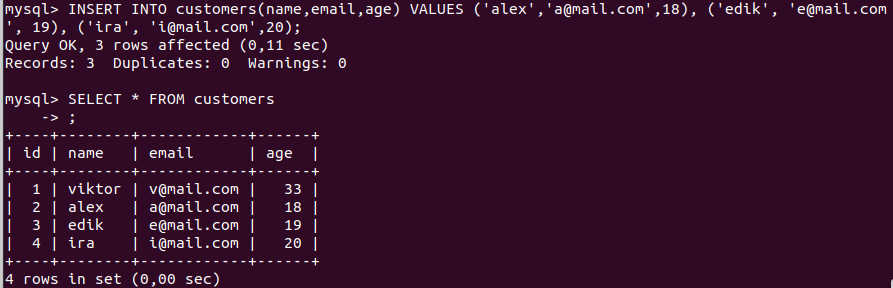 mysql> INSERT INTO customers(name,email,age) VALUES ('alex','a@mail.com',18), ('edik', 'e@mail.com
', 19), ('ira', 'i@mail.com',20);
Query OK, 3 rows affected (0,11 sec)
Records: 3  Duplicates: 0  Warnings: 0

mysql> SELECT * FROM customers
    -> ;
+----+--------+------------+------+
| id | name   | email      | age  |
+----+--------+------------+------+
|  1 | viktor | v@mail.com |   33 |
|  2 | alex   | a@mail.com |   18 |
|  3 | edik   | e@mail.com |   19 |
|  4 | ira    | i@mail.com |   20 |
+----+--------+------------+------+
4 rows in set (0,00 sec)